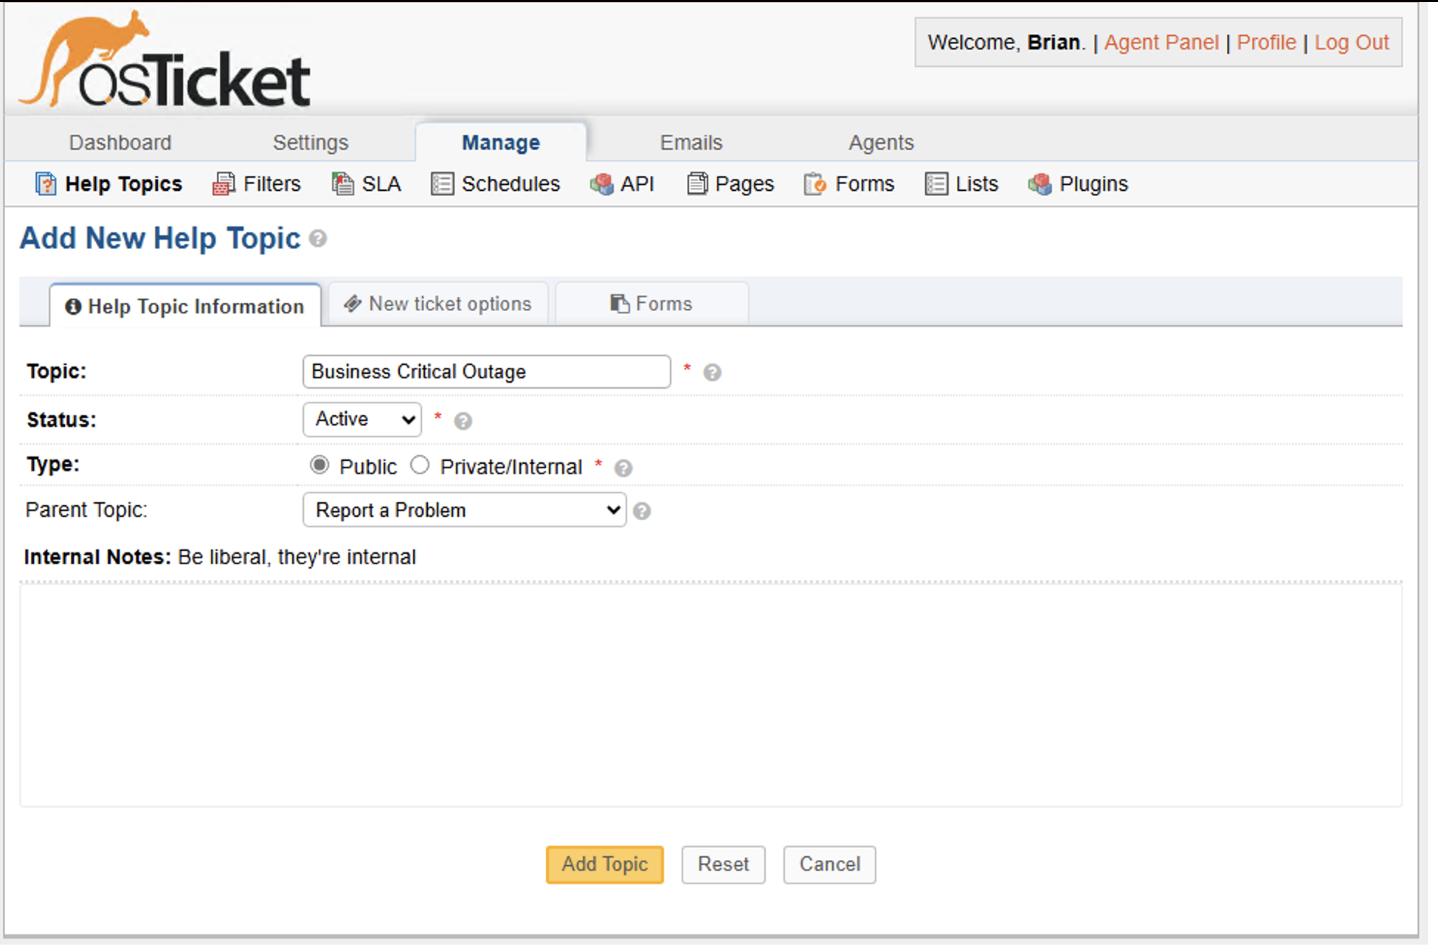 osTicket
Welcome, Brian. | Agent Panel | Profile | Log Out
Dashboard Settings Manage Emails Agents
Help Topics Filters SLA Schedules API Pages Forms Lists Plugins
Add New Help Topic ?
Help Topic Information New ticket options Forms
Topic: Business Critical Outage * ?
Status: Active * ?
Type: Public Private/Internal * ?
Parent Topic: Report a Problem ?
Internal Notes: Be liberal, they're internal
Add Topic Reset Cancel